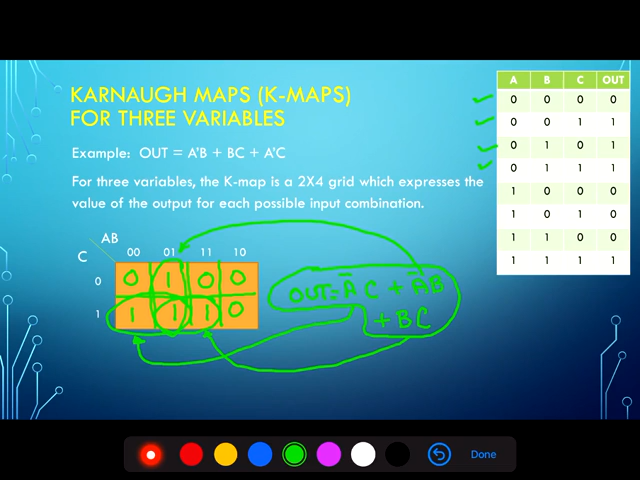 KARNAUGH MAPS (K-MAPS)
FOR THREE VARIABLES
Example: OUT = A'B + BC + A'C
For three variables, the K-map is a 2X4 grid which expresses the
value of the output for each possible input combination.
AB
C 00 01 11 10
0 0 1 0 0
1 1 1 1 0
OUT = A̅C + A̅B
+ BC
A B C OUT
0 0 0 0
0 0 1 1
0 1 0 1
0 1 1 1
1 0 0 0
1 0 1 0
1 1 0 0
1 1 1 1
Done